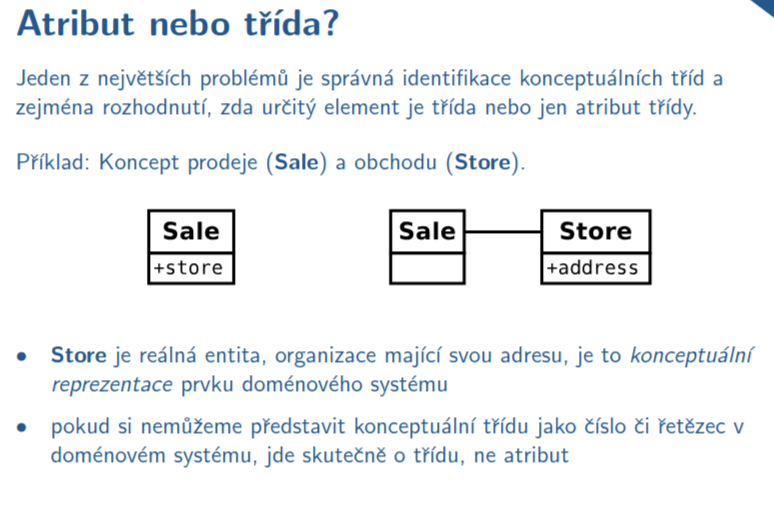 Atribut nebo třída?
Jeden z největších problémů je správná identifikace konceptuálních tříd a
zejména rozhodnutí, zda určitý element je třída nebo jen atribut třídy.
Příklad: Koncept prodeje (Sale) a obchodu (Store).
Sale
+store
Sale
Store
+address
• Store je reálná entita, organizace mající svou adresu, je to konceptuální
reprezentace prvku doménového systému
• pokud si nemůžeme představit konceptuální třídu jako číslo či řetězec v
doménovém systému, jde skutečně o třídu, ne atribut